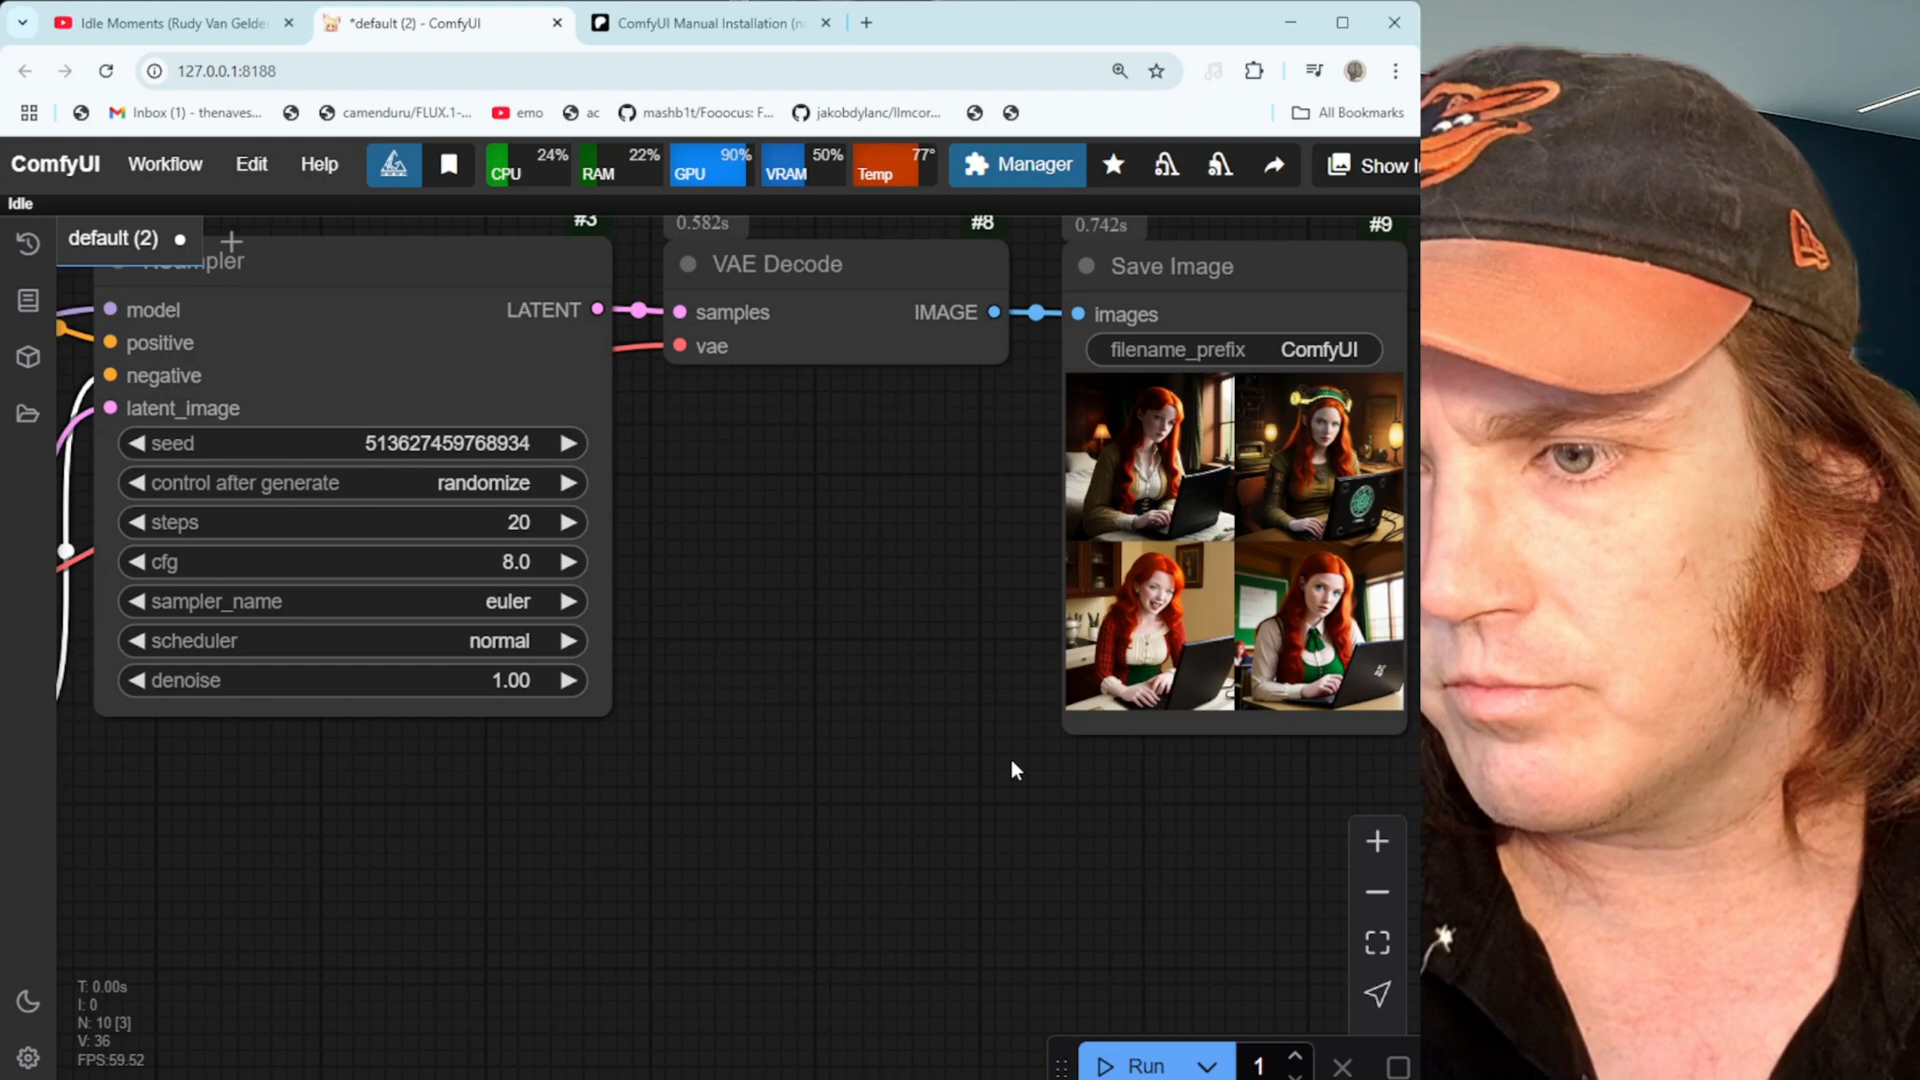 Idle Moments (Rudy Van Gelde
*default (2) - ComfyUI
ComfyUI Manual Installation (no
127.0.0.1:8188
Inbox (1) - thenaves...
camenduru/FLUX.1-...
emo
ac
mashb1t/Fooocus: F...
jakobdylanc/llmcor...
All Bookmarks
ComfyUI
Workflow
Edit
Help
24%
CPU
22%
RAM
90%
GPU
50%
VRAM
77°
Temp
Manager
Show I
Idle
default (2)
#3
0.582s
#8
0.742s
#9
KSampler
model
LATENT
positive
negative
latent_image
seed 513627459768934
control after generate randomize
steps 20
cfg 8.0
sampler_name euler
scheduler normal
denoise 1.00
VAE Decode
samples
IMAGE
vae
Save Image
images
filename_prefix ComfyUI
T: 0.00s
I: 0
N: 10 [3]
V: 36
FPS:59.52
Run
1